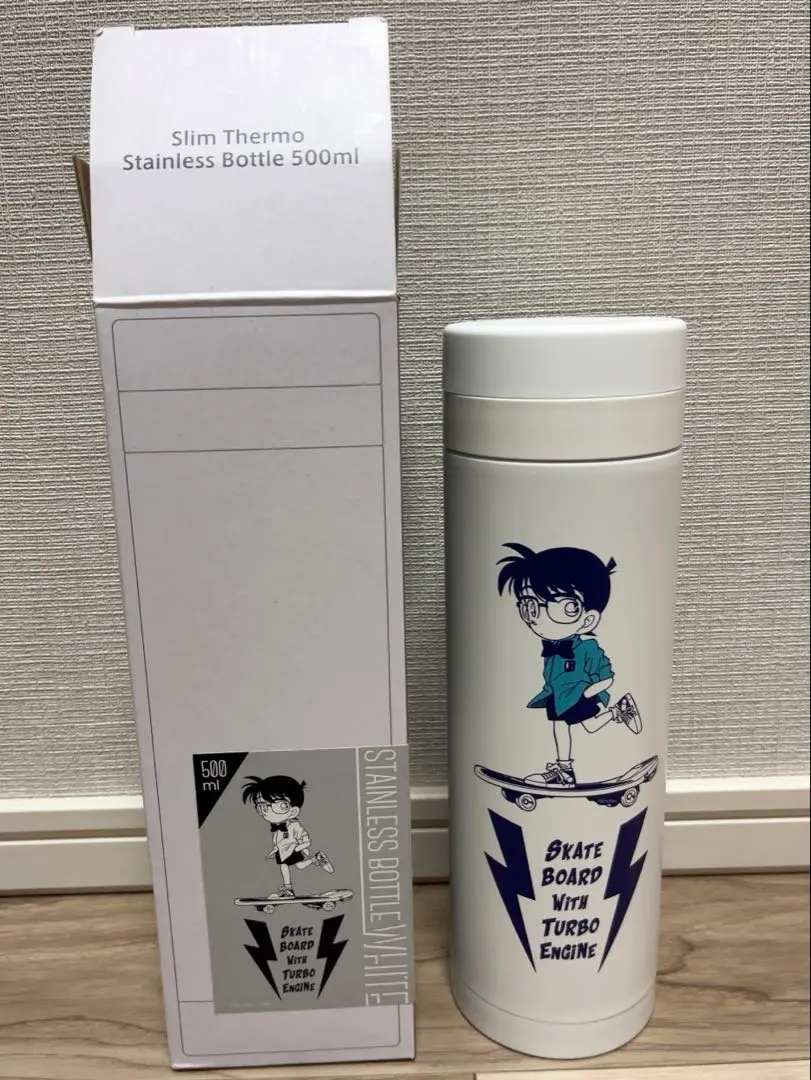 Slim Thermo
Stainless Bottle 500ml
500
ml
STAINLESS BOTTLE WHITE
SKATE
BOARD
WITH
TURBO
ENGINE
SKATE
BOARD
WITH
TURBO
ENGINE